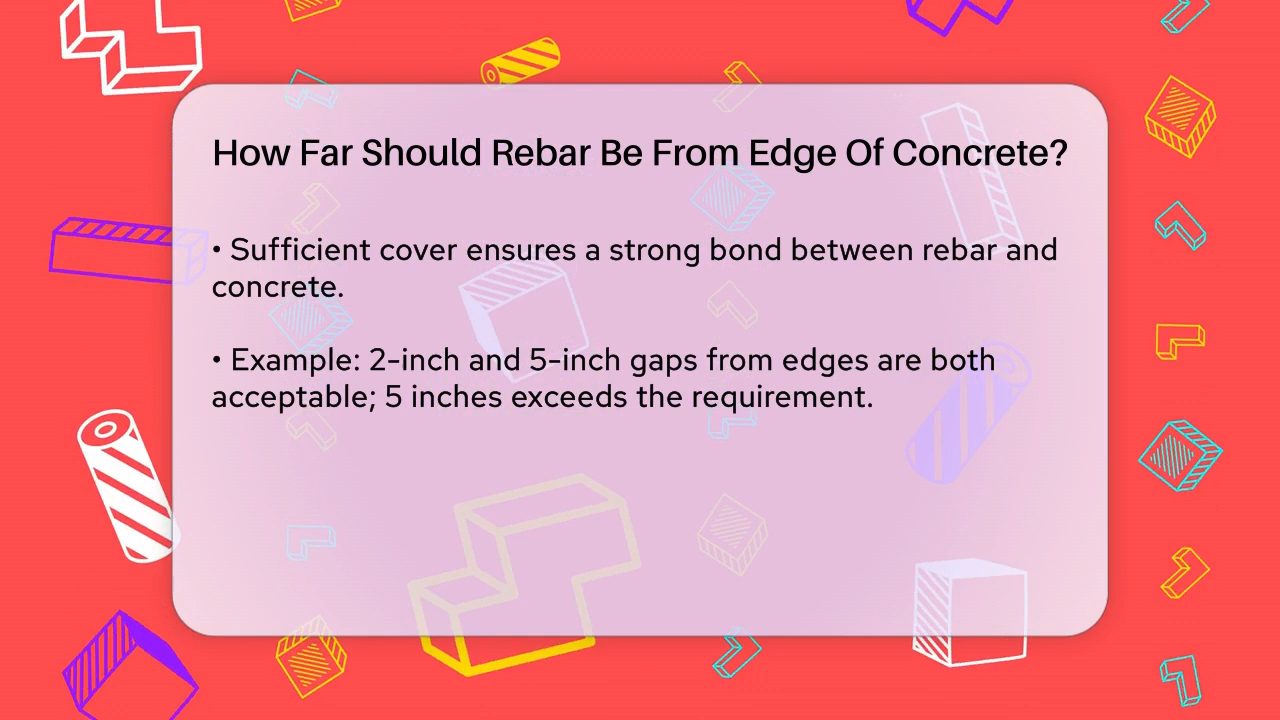 How Far Should Rebar Be From Edge Of Concrete?
• Sufficient cover ensures a strong bond between rebar and
concrete.
• Example: 2-inch and 5-inch gaps from edges are both
acceptable; 5 inches exceeds the requirement.